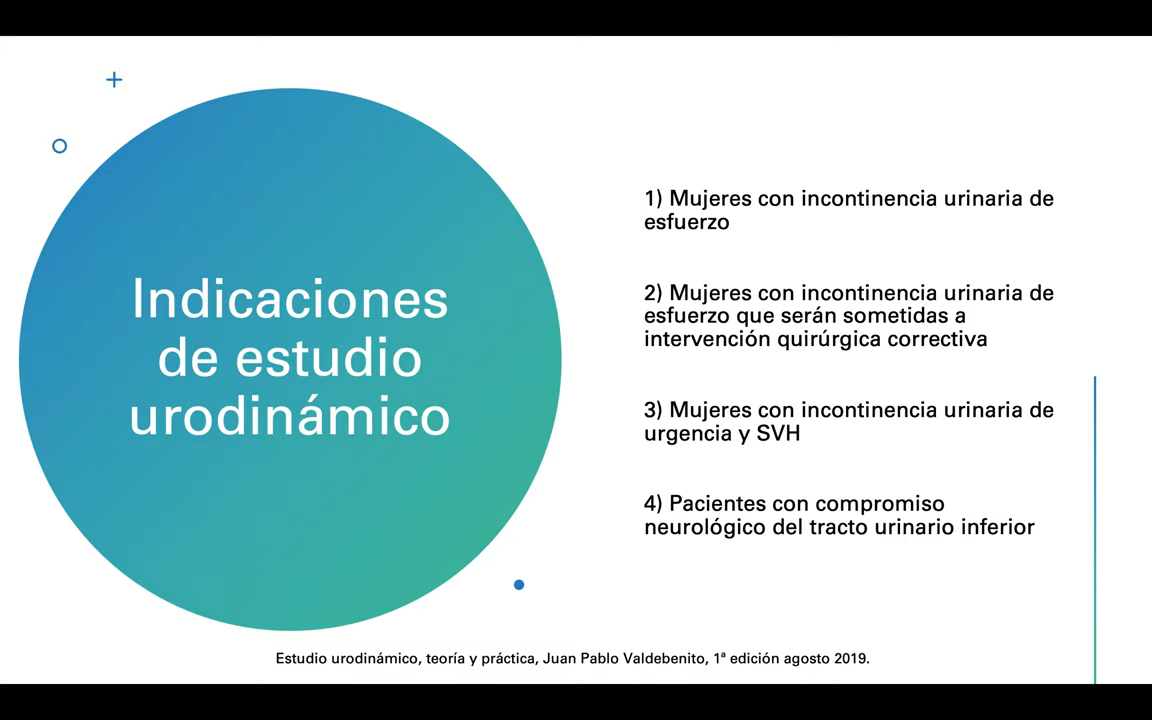 Indicaciones
de estudio
urodinámico
1) Mujeres con incontinencia urinaria de
esfuerzo
2) Mujeres con incontinencia urinaria de
esfuerzo que serán sometidas a
intervención quirúrgica correctiva
3) Mujeres con incontinencia urinaria de
urgencia y SVH
4) Pacientes con compromiso
neurológico del tracto urinario inferior
Estudio urodinámico, teoría y práctica, Juan Pablo Valdebenito, 1ª edición agosto 2019.